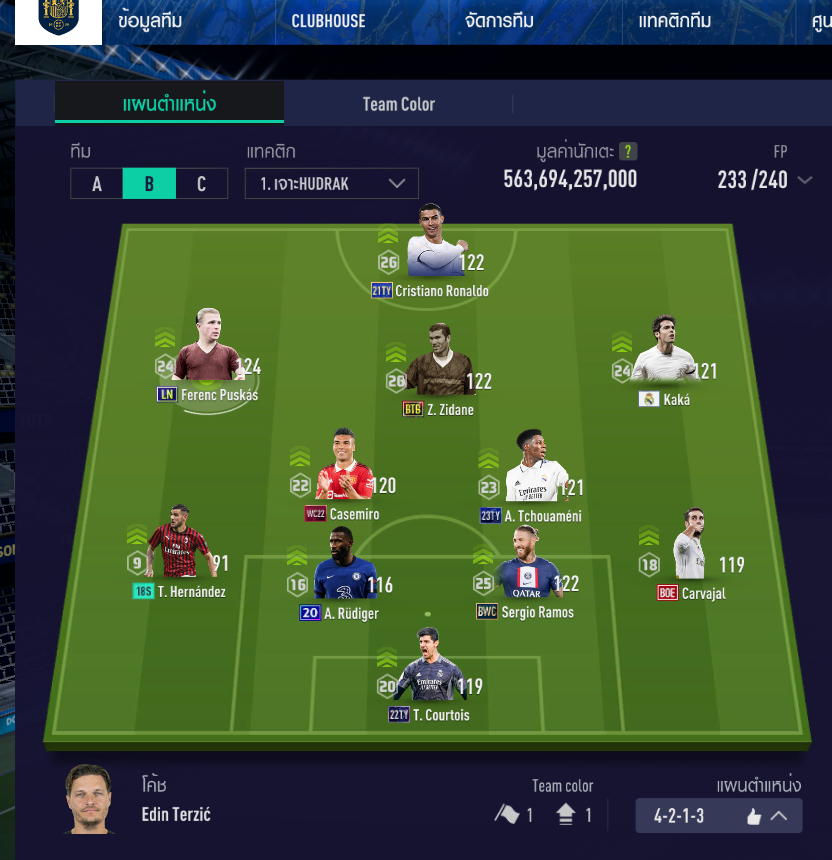 ข้อมูลทีม CLUBHOUSE จัดการทีม แทคติกทีม ศูน
แผนตำแหน่ง Team Color
ทีม แทคติก มูลค่านักเตะ ? FP
A B C 1. เจาะHUDRAK 563,694,257,000 233 /240
26 122
21TY Cristiano Ronaldo
24 124
LN Ferenc Puskás
26 122
BTB Z. Zidane
24 121
Kaká
22 120
WC22 Casemiro
23 121
23TY A. Tchouaméni
9 91
18S T. Hernández
16 116
20 A. Rüdiger
25 122
BWC Sergio Ramos
18 119
BOE Carvajal
20 119
22TY T. Courtois
โค้ช
Edin Terzić
Team color
1 1
แผนตำแหน่ง
4-2-1-3